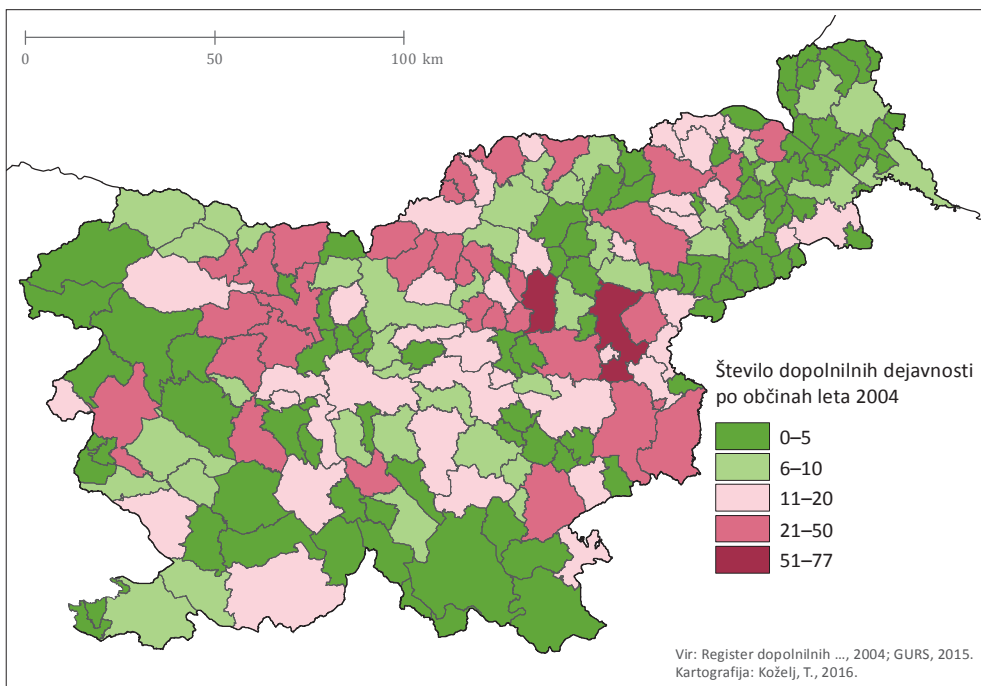 0
50
100 km
Število dopolnilnih dejavnosti
po občinah leta 2004
0–5
6–10
11–20
21–50
51–77
Vir: Register dopolnilnih …, 2004; GURS, 2015.
Kartografija: Koželj, T., 2016.